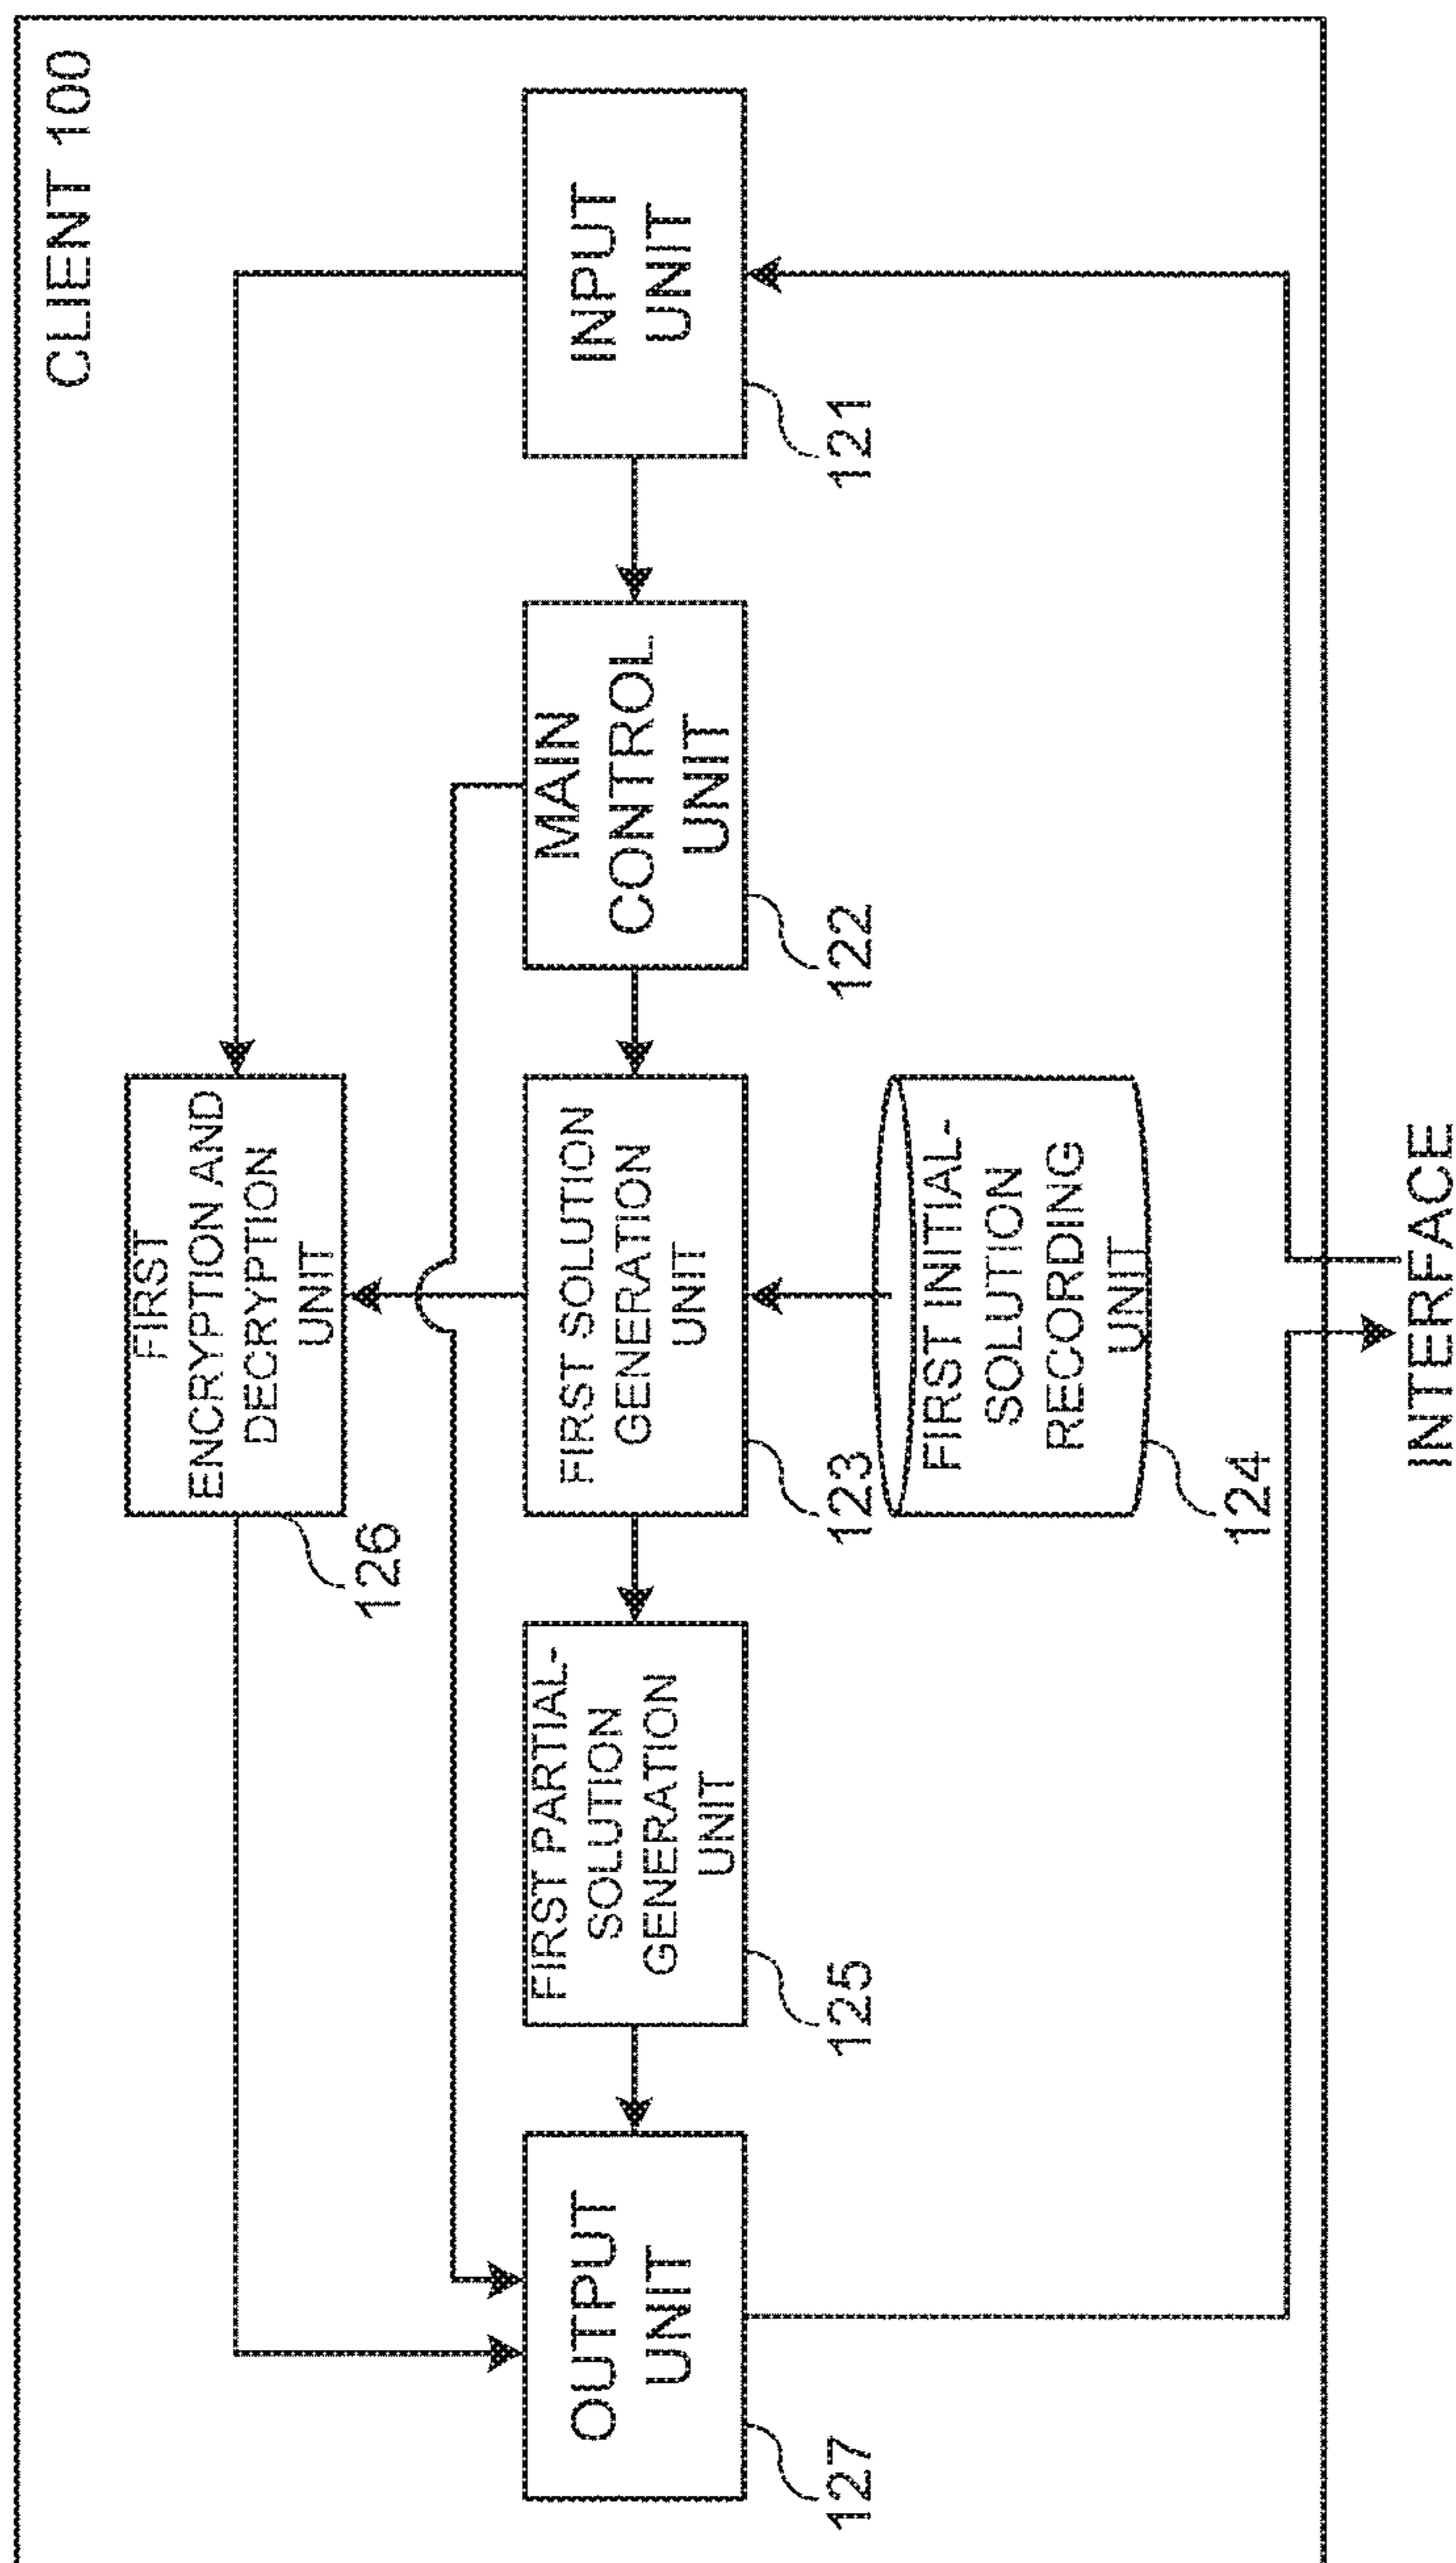 CLIENT 100
FIRST
ENCRYPTION AND
DECRYPTION
UNIT
126
OUTPUT
UNIT
127
FIRST PARTIAL-
SOLUTION
GENERATION
UNIT
125
FIRST SOLUTION
GENERATION
UNIT
123
MAIN
CONTROL
UNIT
122
INPUT
UNIT
121
FIRST INITIAL-
SOLUTION
RECORDING
UNIT
124
INTERFACE